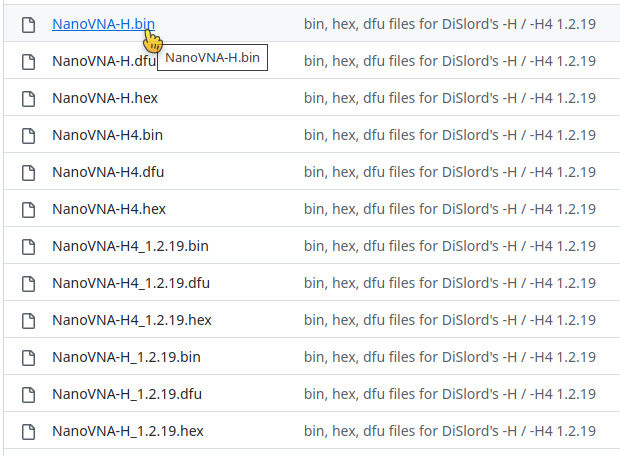 NanoVNA-H.bin bin, hex, dfu files for DiSlord's -H / -H4 1.2.19
NanoVNA-H.bin
NanoVNA-H.dfu bin, hex, dfu files for DiSlord's -H / -H4 1.2.19
NanoVNA-H.hex bin, hex, dfu files for DiSlord's -H / -H4 1.2.19
NanoVNA-H4.bin bin, hex, dfu files for DiSlord's -H / -H4 1.2.19
NanoVNA-H4.dfu bin, hex, dfu files for DiSlord's -H / -H4 1.2.19
NanoVNA-H4.hex bin, hex, dfu files for DiSlord's -H / -H4 1.2.19
NanoVNA-H4_1.2.19.bin bin, hex, dfu files for DiSlord's -H / -H4 1.2.19
NanoVNA-H4_1.2.19.dfu bin, hex, dfu files for DiSlord's -H / -H4 1.2.19
NanoVNA-H4_1.2.19.hex bin, hex, dfu files for DiSlord's -H / -H4 1.2.19
NanoVNA-H_1.2.19.bin bin, hex, dfu files for DiSlord's -H / -H4 1.2.19
NanoVNA-H_1.2.19.dfu bin, hex, dfu files for DiSlord's -H / -H4 1.2.19
NanoVNA-H_1.2.19.hex bin, hex, dfu files for DiSlord's -H / -H4 1.2.19